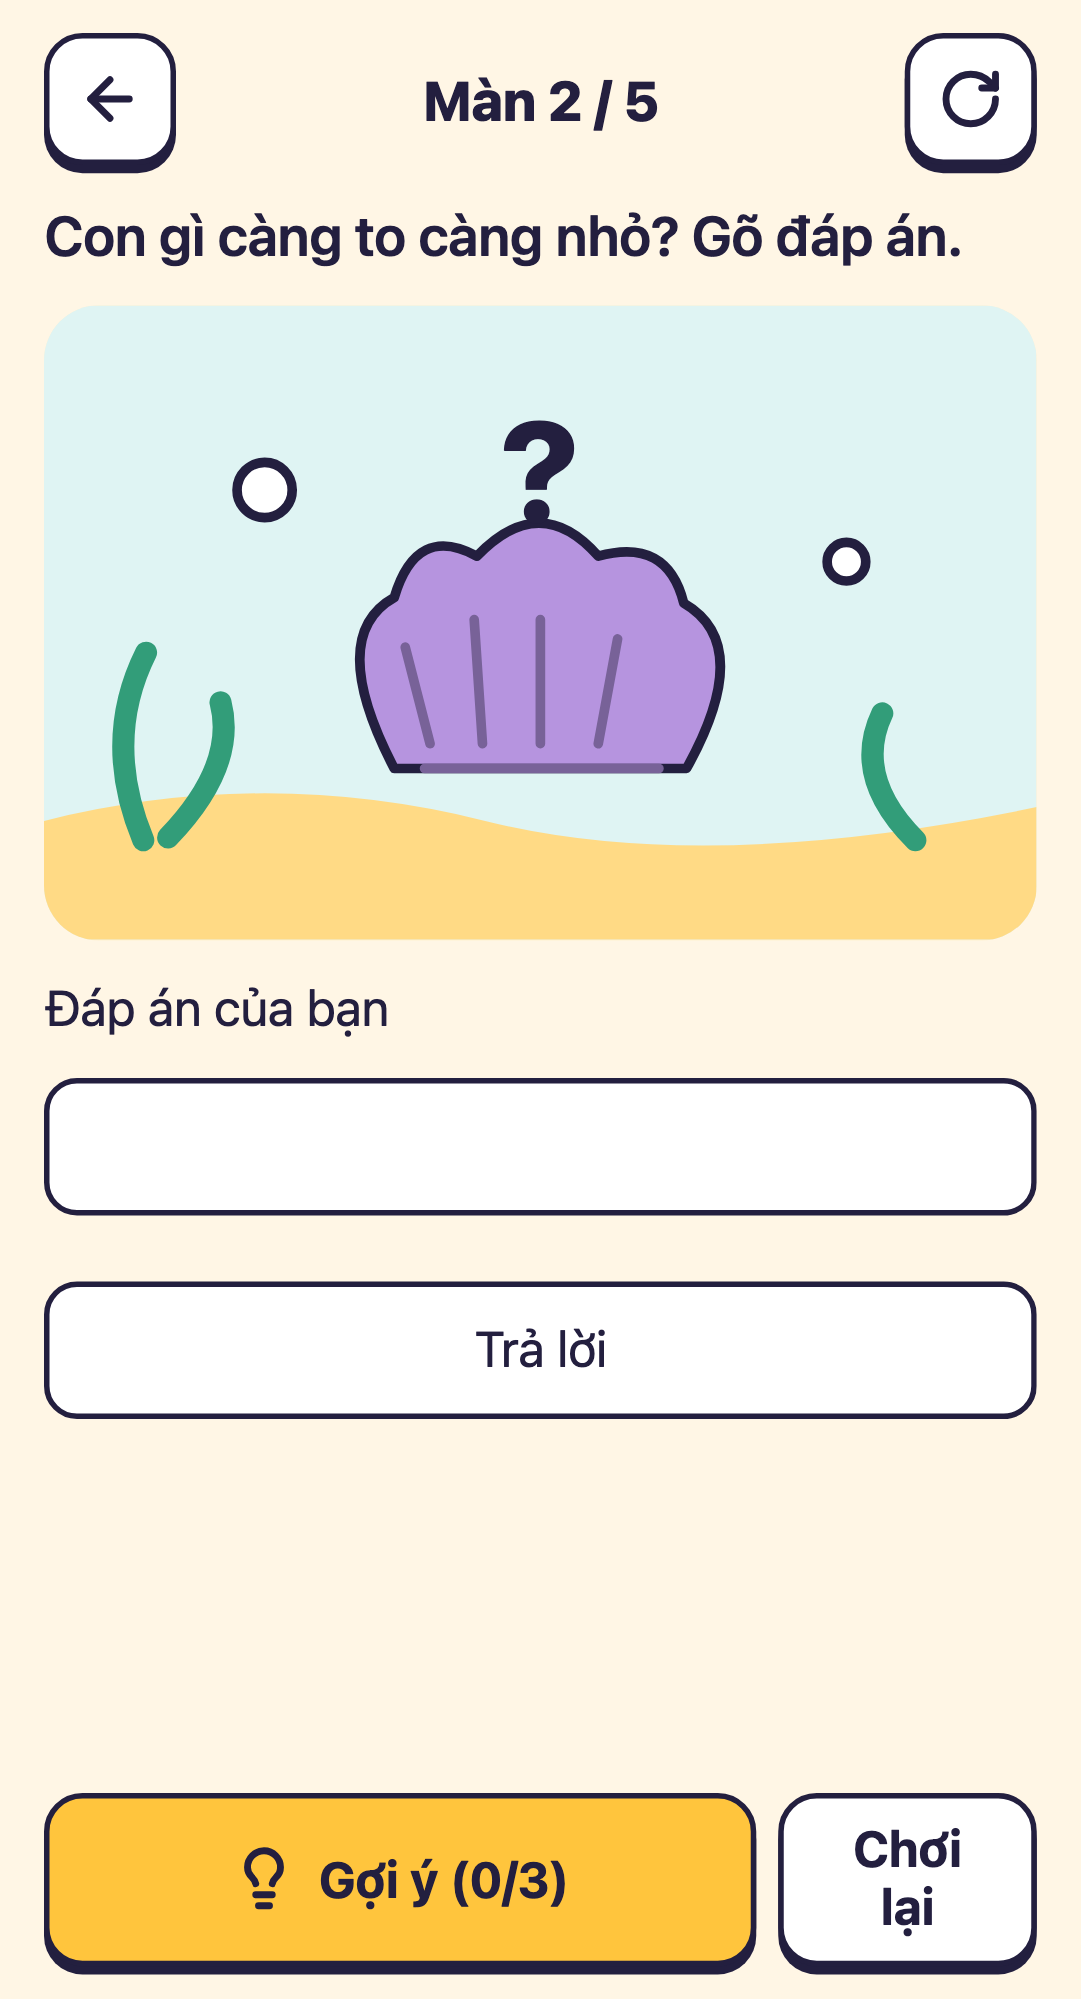 Màn 2 / 5
Con gì càng to càng nhỏ? Gõ đáp án.
?
Đáp án của bạn
Trả lời
Gợi ý (0/3)
Chơi
lại